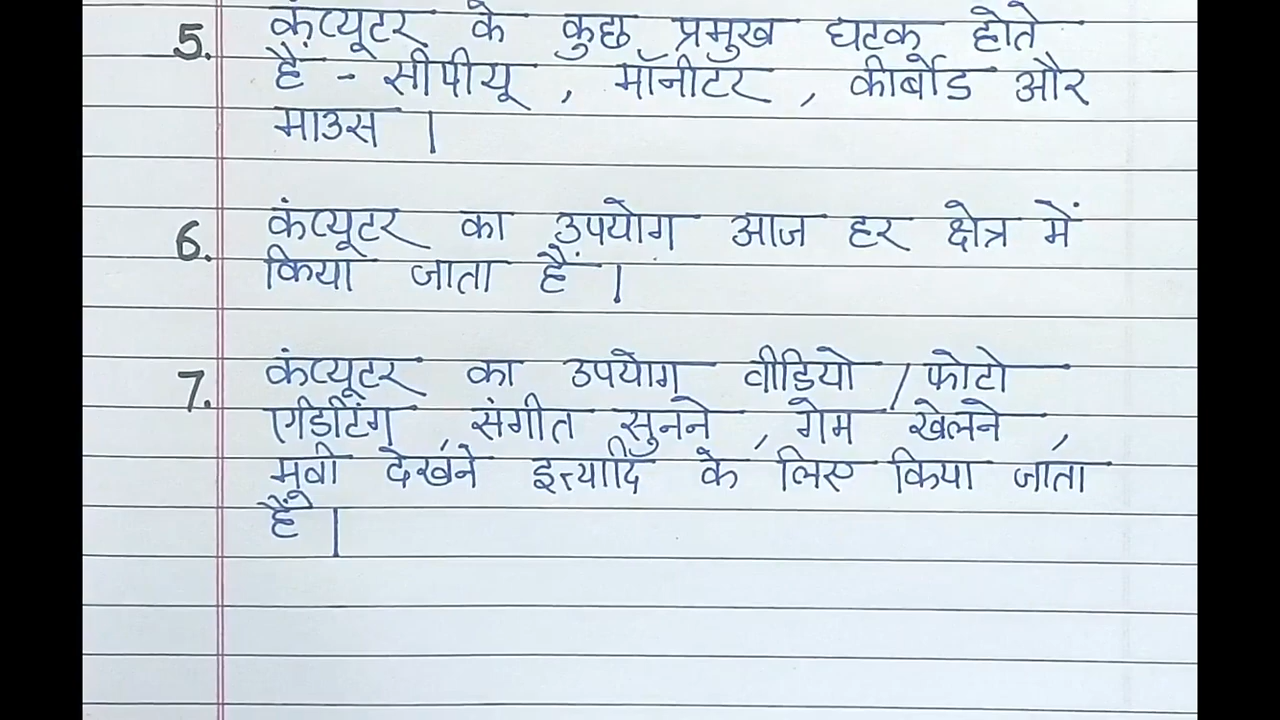 5. कंप्यूटर के कुछ प्रमुख घटक होते
हैं - सीपीयू , मॉनीटर , कीबोर्ड और
माउस |
6. कंप्यूटर का उपयोग आज हर क्षेत्र में
किया जाता हैं |
7. कंप्यूटर का उपयोग वीडियो / फोटो
एडिटिंग , संगीत सुनने , गेम खेलने ,
मूवी देखने इत्यादि के लिए किया जाता
हैं |